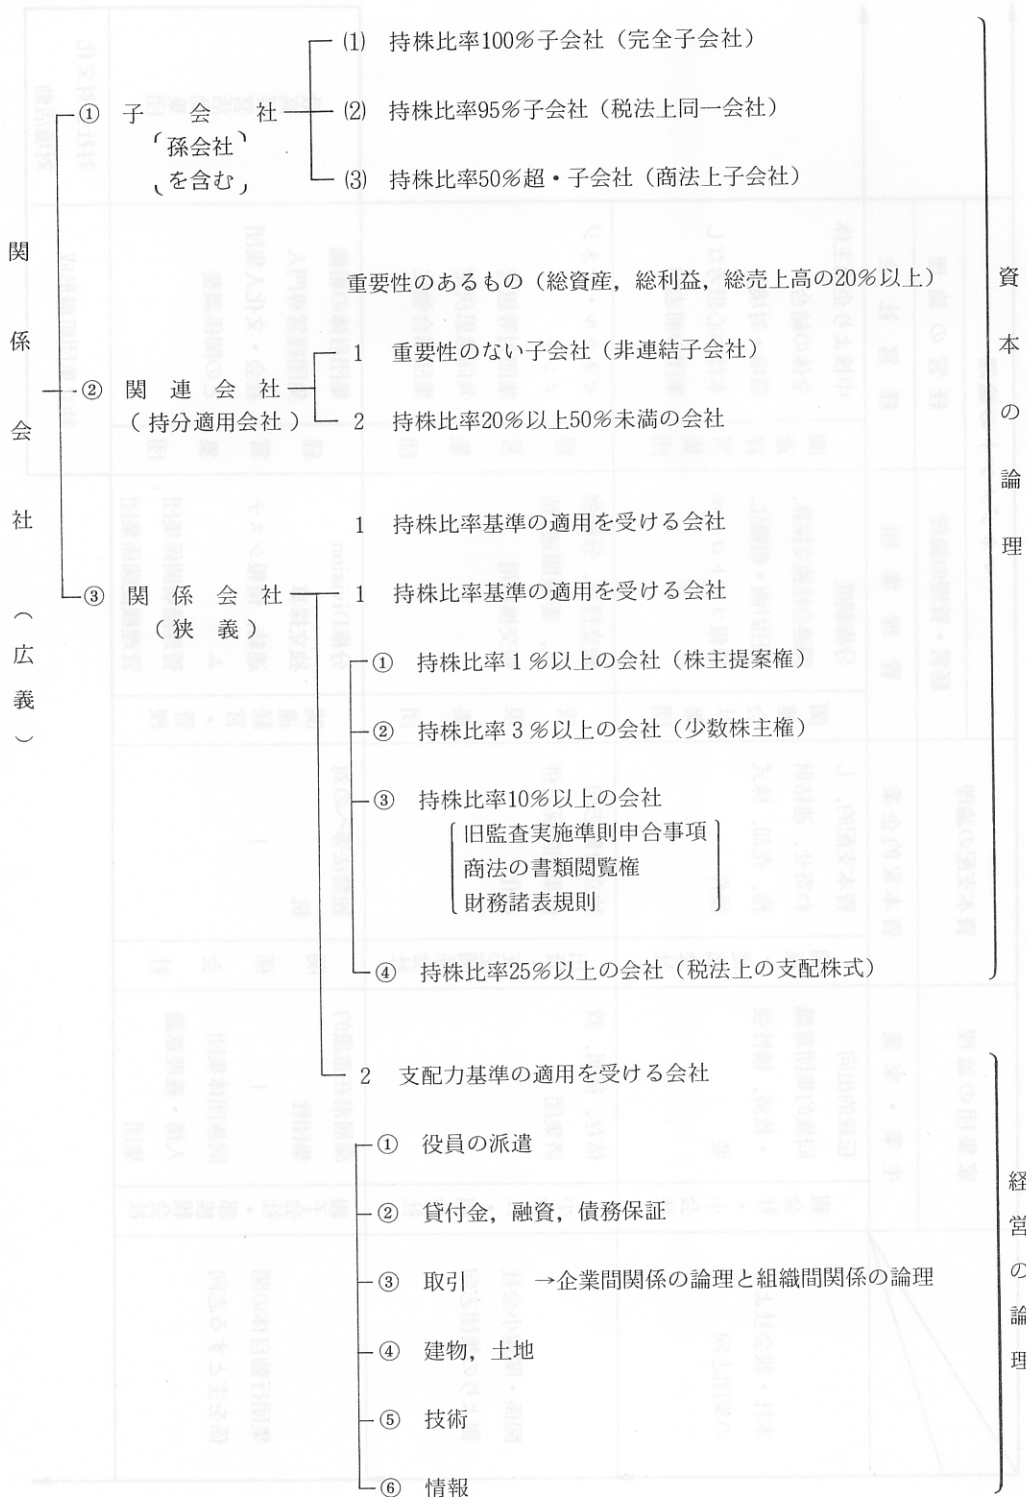 関係会社（広義）
① 子会社
〔孫会社
を含む〕
(1) 持株比率100%子会社（完全子会社）
(2) 持株比率95%子会社（税法上同一会社）
(3) 持株比率50%超・子会社（商法上子会社）
重要性のあるもの（総資産，総利益，総売上高の20%以上）
② 関連会社
（持分適用会社）
1 重要性のない子会社（非連結子会社）
2 持株比率20%以上50%未満の会社
1 持株比率基準の適用を受ける会社
③ 関係会社
（狭義）
1 持株比率基準の適用を受ける会社
① 持株比率1%以上の会社（株主提案権）
② 持株比率3%以上の会社（少数株主権）
③ 持株比率10%以上の会社
旧監査実施準則申合事項
商法の書類閲覧権
財務諸表規則
④ 持株比率25%以上の会社（税法上の支配株式）
資本の論理
2 支配力基準の適用を受ける会社
① 役員の派遣
② 貸付金，融資，債務保証
③ 取引 →企業間関係の論理と組織間関係の論理
④ 建物，土地
⑤ 技術
⑥ 情報
経営の論理